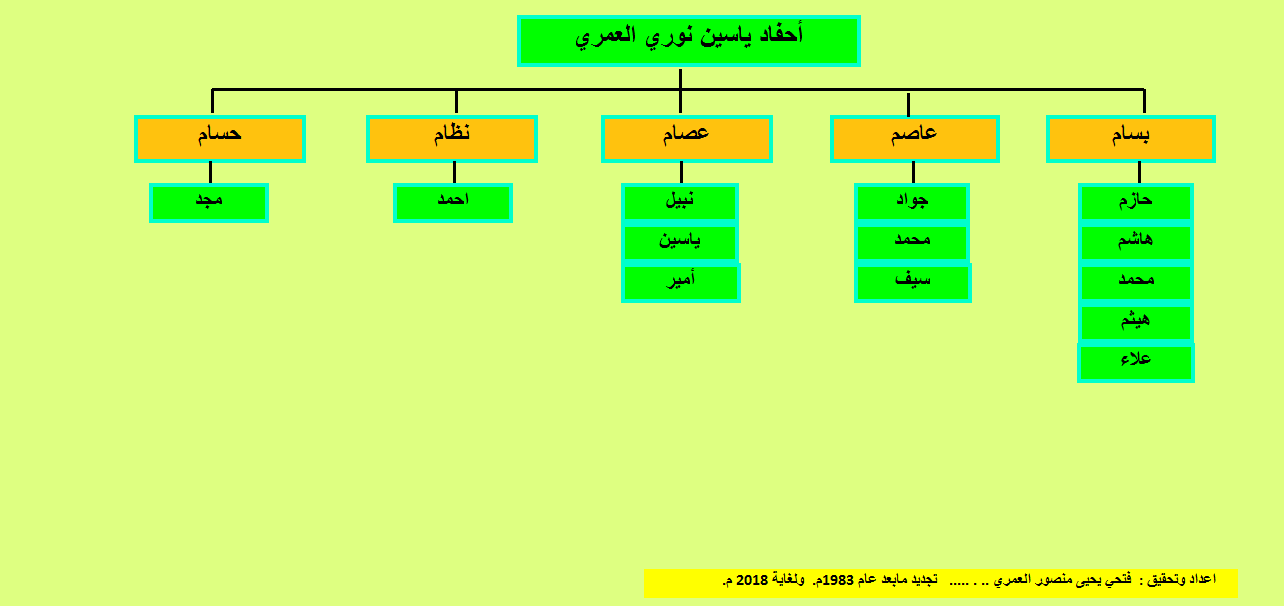 أحفاد ياسين نوري العمري
بسام
عاصم
عصام
نظام
حسام
حازم
هاشم
محمد
هيثم
علاء
جواد
محمد
سيف
نبيل
ياسين
أمير
احمد
مجد
اعداد وتحقيق : فتحي يحيى منصور العمري .. . ..... تجديد مابعد عام 1983م. ولغاية 2018 م.